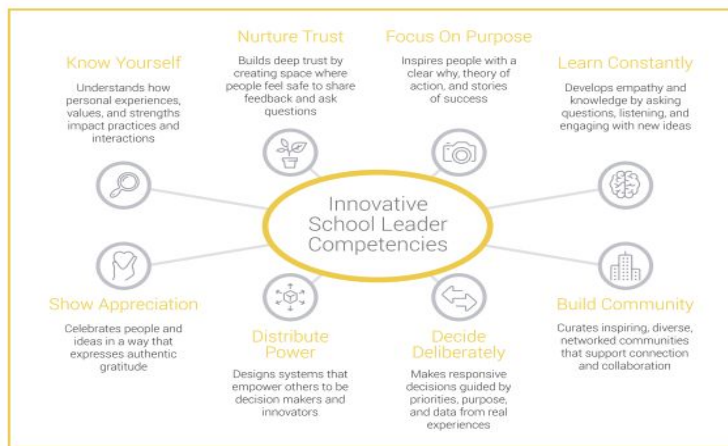 Know Yourself
Understands how
personal experiences,
values, and strengths
impact practices and
interactions
Nurture Trust
Builds deep trust by
creating space where
people feel safe to share
feedback and ask
questions
Focus On Purpose
Inspires people with a
clear why, theory of
action, and stories
of success
Learn Constantly
Develops empathy and
knowledge by asking
questions, listening, and
engaging with new ideas
Innovative
School Leader
Competencies
Show Appreciation
Celebrates people and
ideas in a way that
expresses authentic
gratitude
Distribute
Power
Designs systems that
empower others to be
decision makers and
innovators
Decide
Deliberately
Makes responsive
decisions guided by
priorities, purpose,
and data from real
experiences
Build Community
Curates inspiring, diverse,
networked communities
that support connection
and collaboration